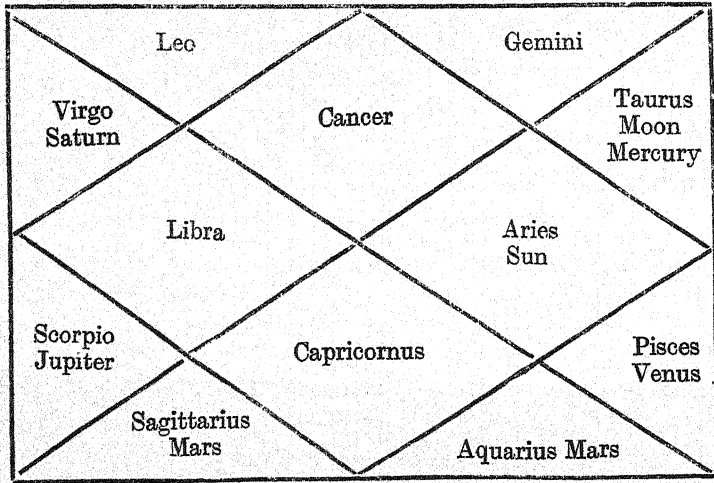 Leo
Gemini
Virgo
Saturn
Cancer
Taurus
Moon
Mercury
Libra
Aries
Sun
Scorpio
Jupiter
Capricornus
Pisces
Venus
Sagittarius
Mars
Aquarius Mars